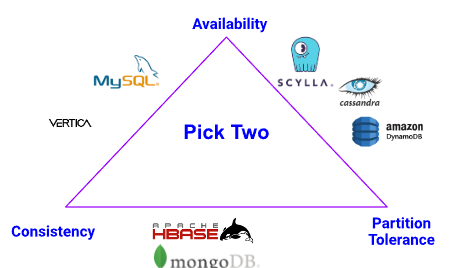 Availability
MySQL®
SCYLLA®
cassandra
VERTICA
Pick Two
amazon
DynamoDB
Consistency
APACHE
HBASE
Partition
Tolerance
mongoDB®